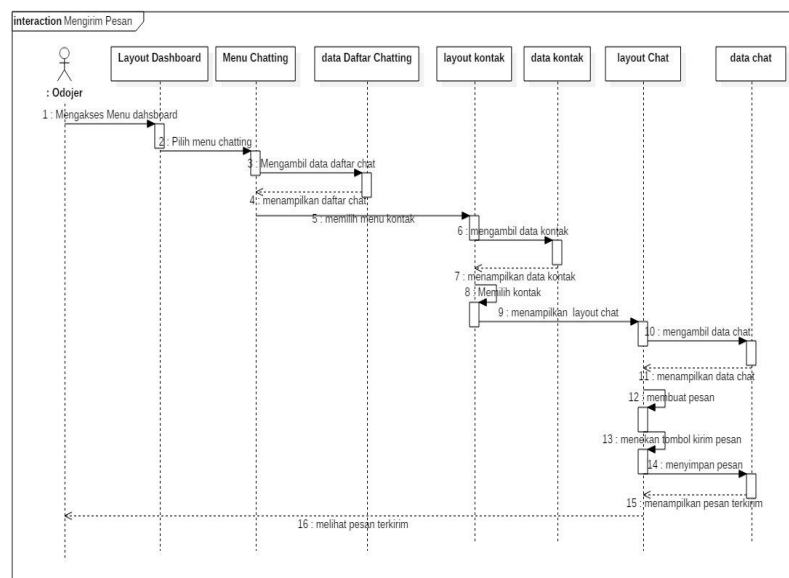 interaction Mengirim Pesan
: Odojer
Layout Dashboard
Menu Chatting
data Daftar Chatting
layout kontak
data kontak
layout Chat
data chat
1 : Mengakses Menu dahsboard
2 : Pilih menu chatting
3 : Mengambil data daftar chat
4 : menampilkan daftar chat
5 : memilih menu kontak
6 : mengambil data kontak
7 : menampilkan data kontak
8 : Memilih kontak
9 : menampilkan layout chat
10 : mengambil data chat
11 : menampilkan data chat
12 : membuat pesan
13 : menekan tombol kirim pesan
14 : menyimpan pesan
15 : menampilkan pesan terkirim
16 : melihat pesan terkirim